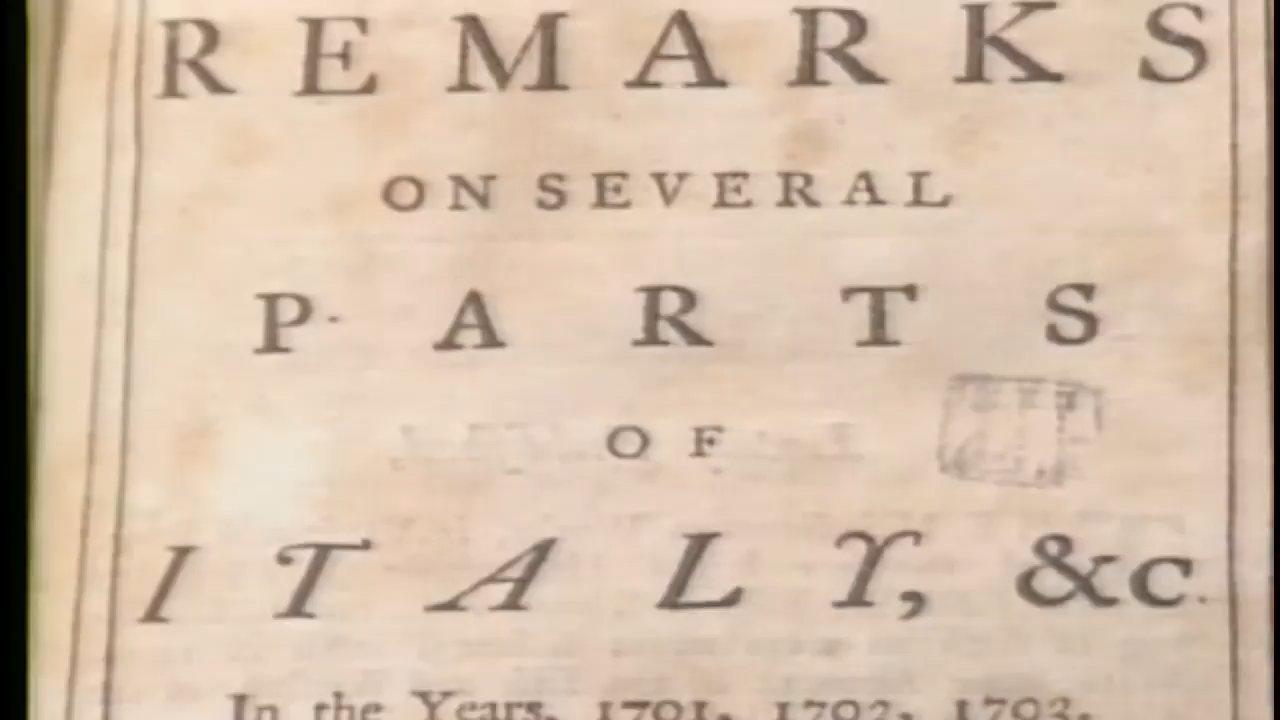 REMARKS
ON SEVERAL
PARTS
OF
ITALY, &c.
In the Years, 1701, 1702, 1703,